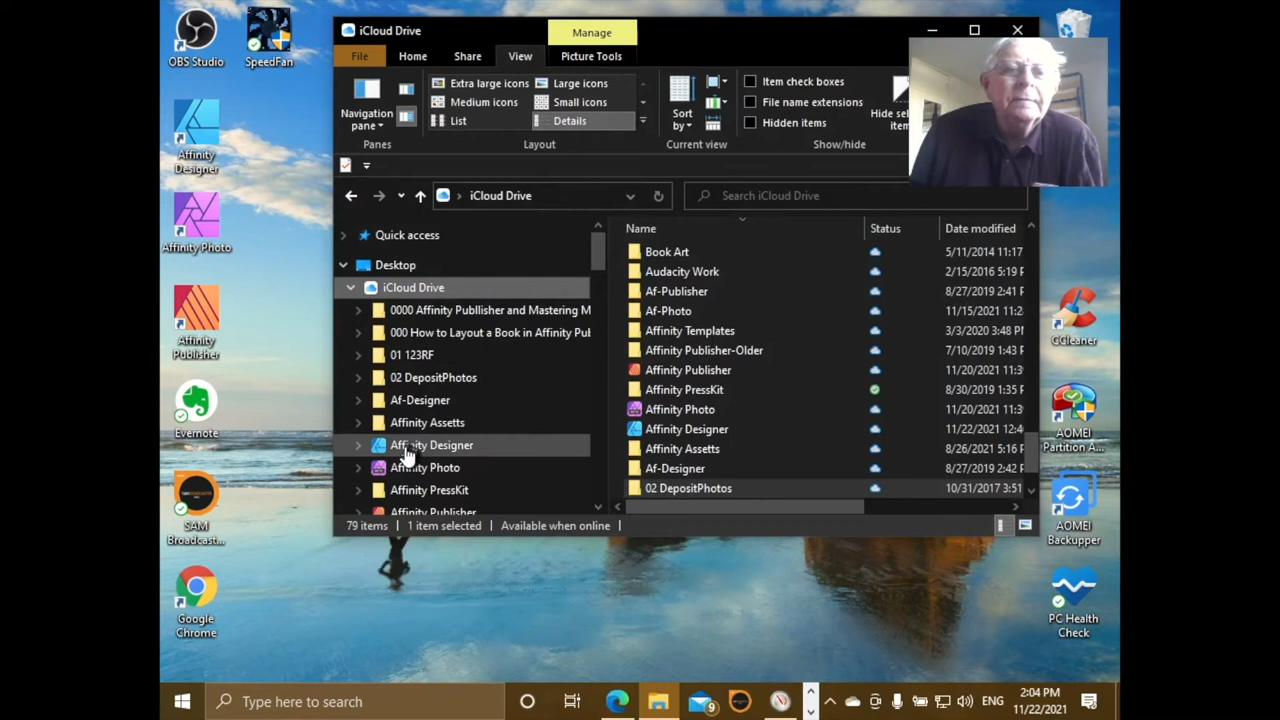 OBS Studio
SpeedFan
Affinity
Designer
Affinity Photo
Affinity
Publisher
Evernote
SAM
Broadcast...
Google
Chrome
iCloud Drive
Manage
File
Home
Share
View
Picture Tools
Navigation
pane
Extra large icons
Large icons
Medium icons
Small icons
List
Details
Sort
by
Item check boxes
File name extensions
Hidden items
Hide sel
Panes
Layout
Current view
Show/hide
iCloud Drive
Search iCloud Drive
Quick access
Desktop
iCloud Drive
0000 Affinity Publlisher and Mastering M
000 How to Layout a Book in Affinity Pub
01 123RF
02 DepositPhotos
Af-Designer
Affinity Assetts
Affinity Designer
Affinity Photo
Affinity PressKit
Affinity Publisher
Name
Status
Date modified
Book Art
5/11/2014 11:17
Audacity Work
2/15/2016 5:19 P
Af-Publisher
8/27/2019 2:41 P
Af-Photo
11/15/2021 11:2
Affinity Templates
3/3/2020 3:48 PM
Affinity Publisher-Older
7/10/2019 1:43 P
Affinity Publisher
11/20/2021 11:3
Affinity PressKit
8/30/2019 1:35 P
Affinity Photo
11/20/2021 11:3
Affinity Designer
11/22/2021 12:4
Affinity Assetts
8/26/2021 5:16 P
Af-Designer
8/27/2019 2:42 P
02 DepositPhotos
10/31/2017 3:51
79 items
1 item selected
Available when online
CCleaner
AOMEI
Partition A...
AOMEI
Backupper
PC Health
Check
Type here to search
9
ENG
2:04 PM
11/22/2021